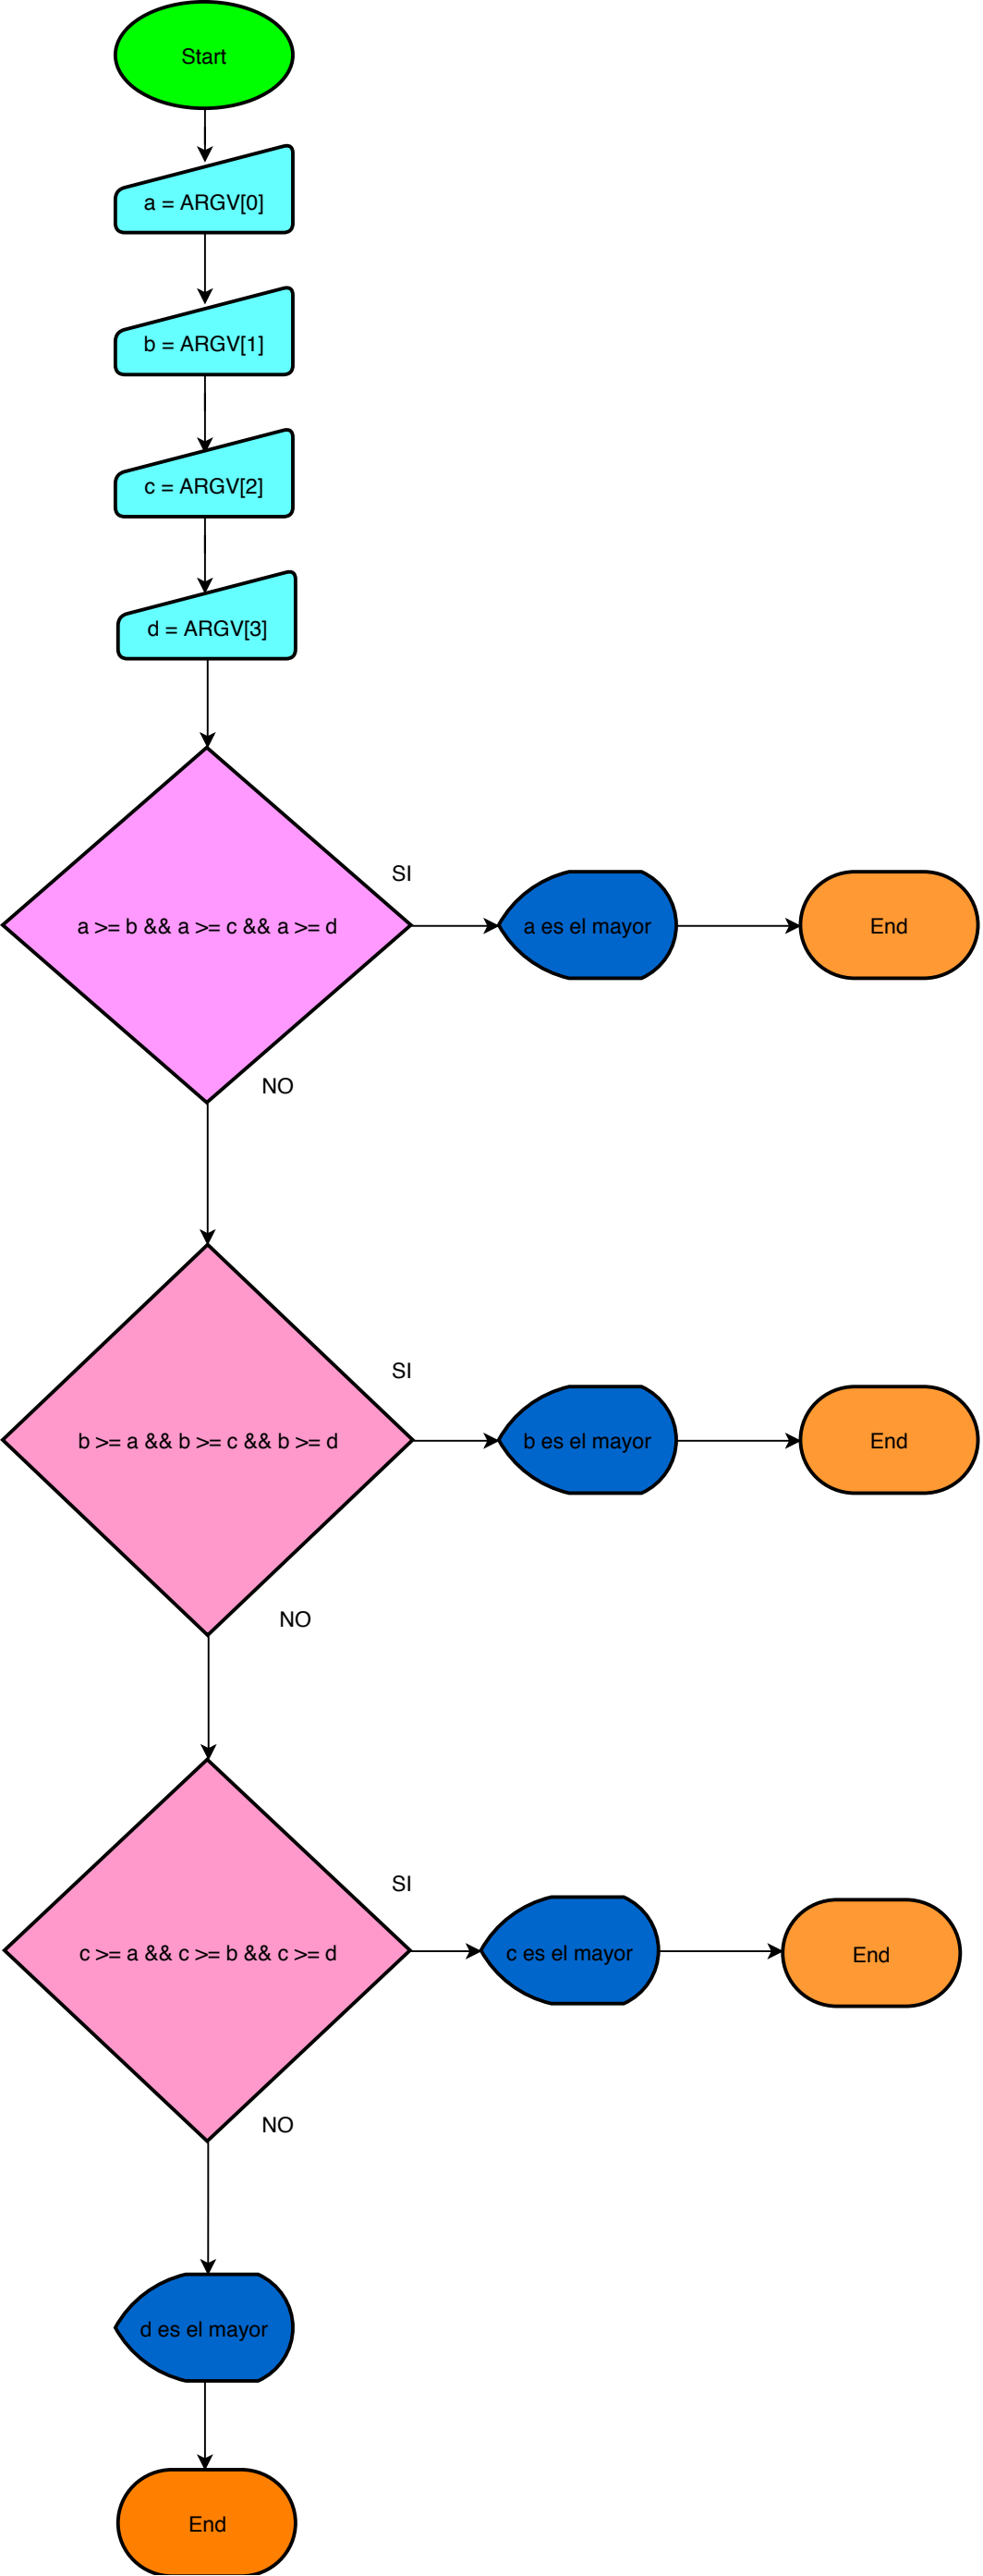 Start
a = ARGV[0]
b = ARGV[1]
c = ARGV[2]
d = ARGV[3]
SI
a >= b && a >= c && a >= d
a es el mayor
End
NO
SI
b >= a && b >= c && b >= d
b es el mayor
End
NO
SI
c >= a && c >= b && c >= d
c es el mayor
End
NO
d es el mayor
End